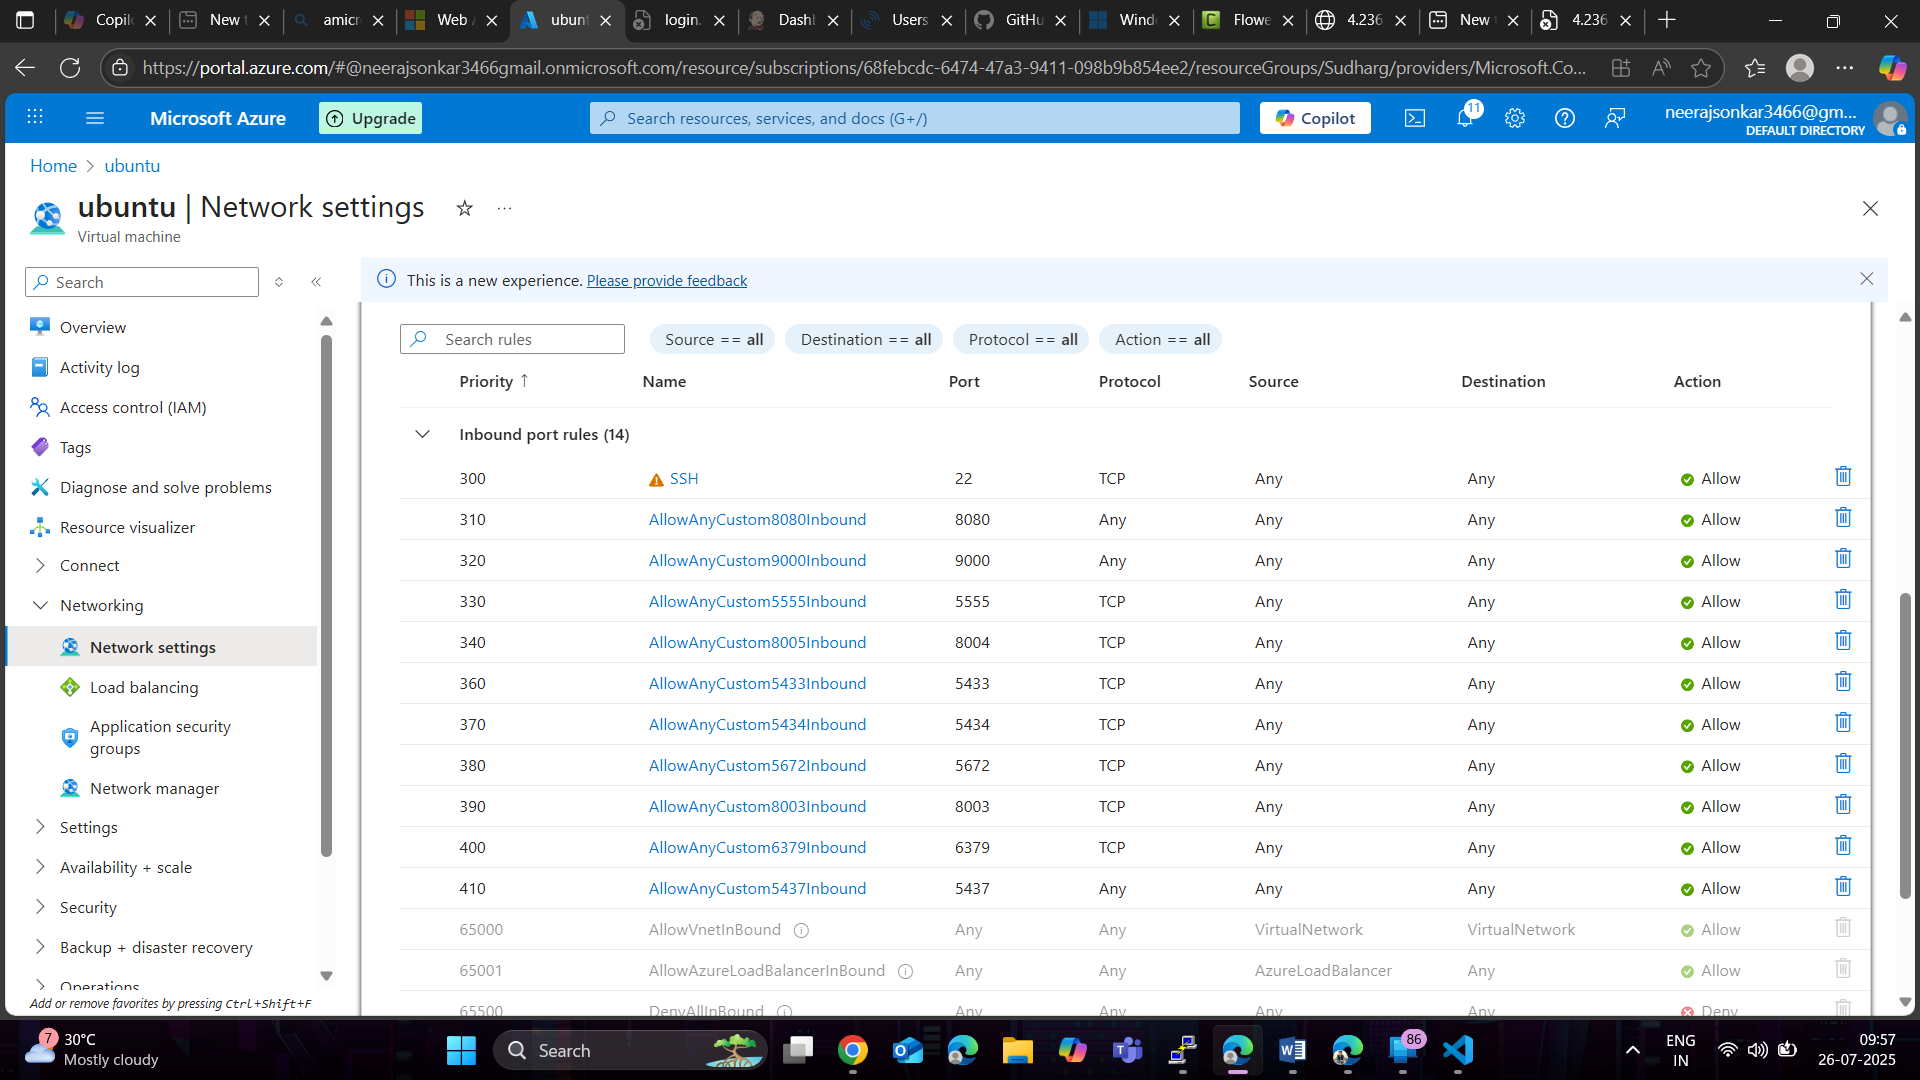 Copil
New t
amicr
Web A
ubunt
login.
Dashb
Users
GitHu
Windo
Flowe
4.236
New t
4.236
https://portal.azure.com/#@neerajsonkar3466gmail.onmicrosoft.com/resource/subscriptions/68febcdc-6474-47a3-9411-098b9b854ee2/resourceGroups/Sudharg/providers/Microsoft.Co...
Microsoft Azure
Upgrade
Search resources, services, and docs (G+/)
Copilot
11
neerajsonkar3466@gm...
DEFAULT DIRECTORY
Home > ubuntu
ubuntu | Network settings
Virtual machine
Search
This is a new experience. Please provide feedback
Overview
Activity log
Access control (IAM)
Tags
Diagnose and solve problems
Resource visualizer
Connect
Networking
Network settings
Load balancing
Application security
groups
Network manager
Settings
Availability + scale
Security
Backup + disaster recovery
Operations
Add or remove favorites by pressing Ctrl+Shift+F
Search rules
Source == all
Destination == all
Protocol == all
Action == all
Priority ↑ Name Port Protocol Source Destination Action
Inbound port rules (14)
300 SSH 22 TCP Any Any Allow
310 AllowAnyCustom8080Inbound 8080 Any Any Any Allow
320 AllowAnyCustom9000Inbound 9000 Any Any Any Allow
330 AllowAnyCustom5555Inbound 5555 TCP Any Any Allow
340 AllowAnyCustom8005Inbound 8004 TCP Any Any Allow
360 AllowAnyCustom5433Inbound 5433 TCP Any Any Allow
370 AllowAnyCustom5434Inbound 5434 TCP Any Any Allow
380 AllowAnyCustom5672Inbound 5672 TCP Any Any Allow
390 AllowAnyCustom8003Inbound 8003 TCP Any Any Allow
400 AllowAnyCustom6379Inbound 6379 TCP Any Any Allow
410 AllowAnyCustom5437Inbound 5437 Any Any Any Allow
65000 AllowVnetInBound Any Any VirtualNetwork VirtualNetwork Allow
65001 AllowAzureLoadBalancerInBound Any Any AzureLoadBalancer Any Allow
65500 DenyAllInBound Any Any Any Any Deny
7
30°C
Mostly cloudy
Search
86
ENG
IN
09:57
26-07-2025